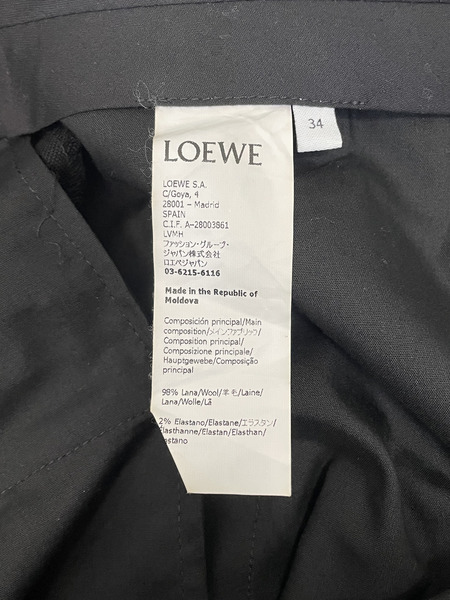 34
LOEWE
LOEWE S.A.
C/Goya, 4
28001 – Madrid
SPAIN
C.I.F. A-28003861
LVMH
ファッション・グループ・
ジャパン株式会社
ロエベジャパン
03-6215-6116
Made in the Republic of
Moldova
Composición principal/Main
composition/メインファブリック/
Composition principal/
Composizione principale/
Hauptgewebe/Composição
principal
98% Lana/Wool/羊毛/Laine/
Lana/Wolle/Lã
2% Elastano/Elastane/エラスタン/
Elasthanne/Elastan/Elasthan/